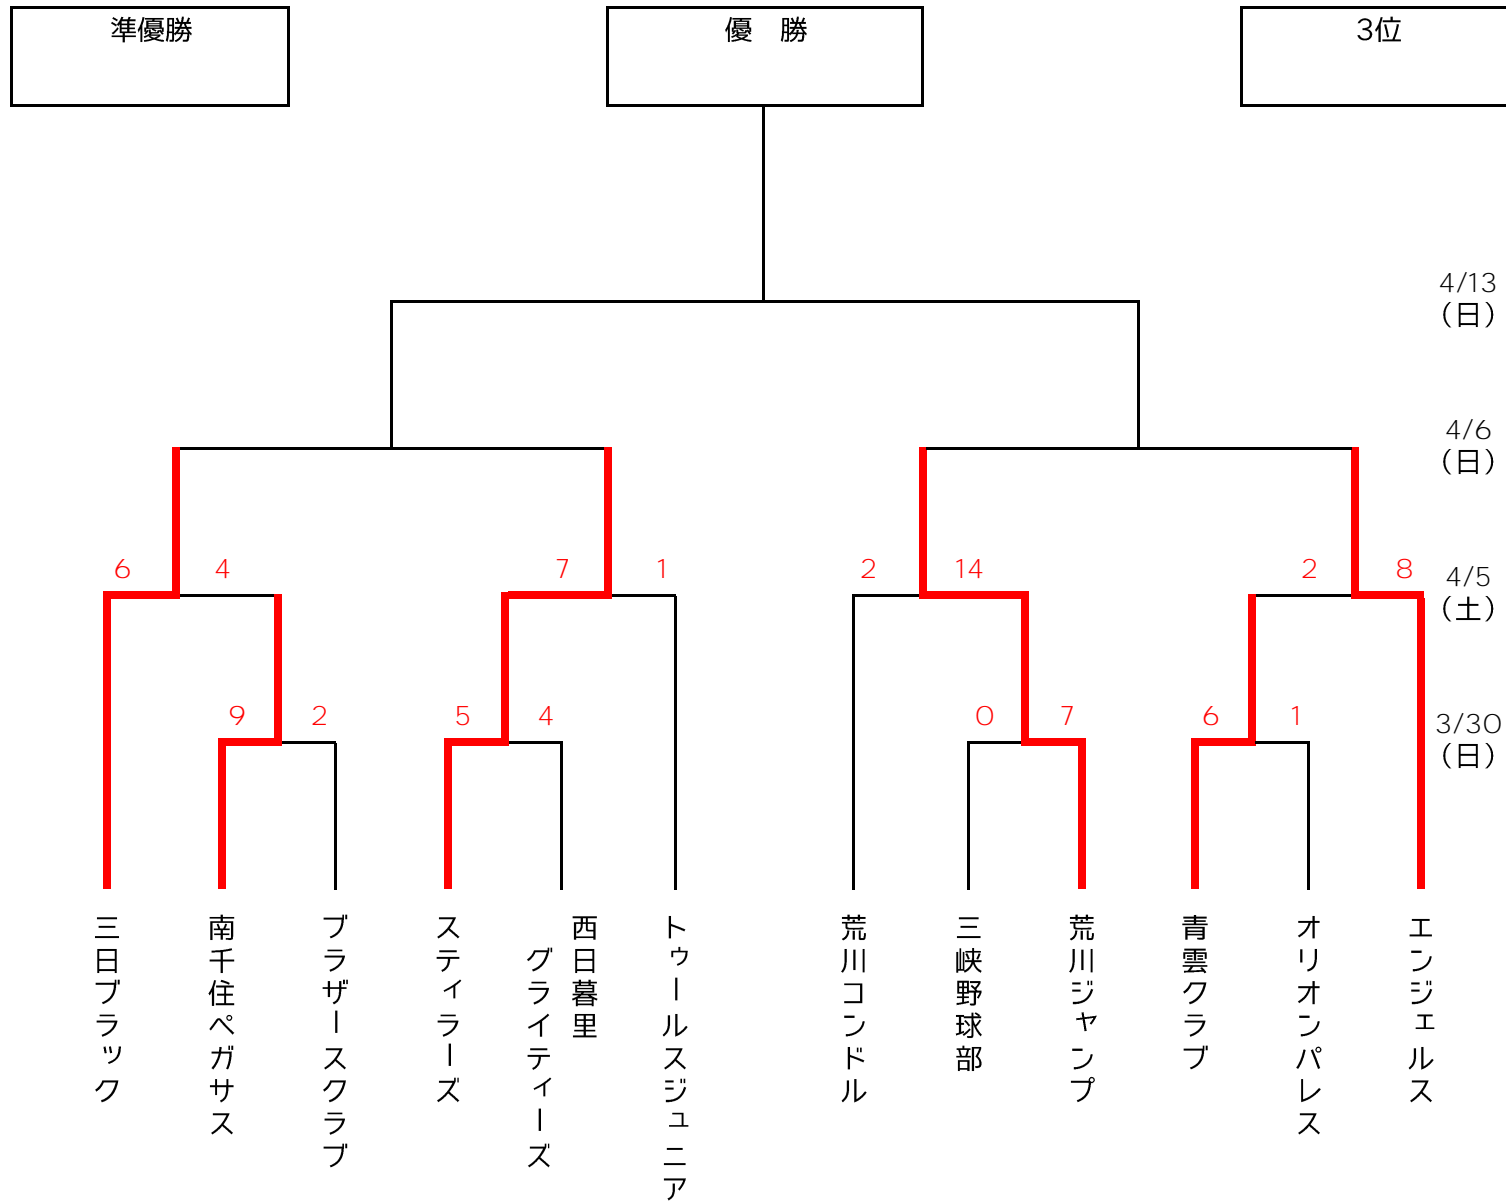 準優勝
優　勝
3位
4/13
（日）
4/6
（日）
6
4
7
1
2
14
2
8
4/5
（土）
9
2
5
4
0
7
6
1
3/30
（日）
三日ブラック
南千住ペガサス
ブラザースクラブ
スティラーズ
西日暮里
グライティーズ
トゥールスジュニア
荒川コンドル
三峡野球部
荒川ジャンプ
青雲クラブ
オリオンパレス
エンジェルス